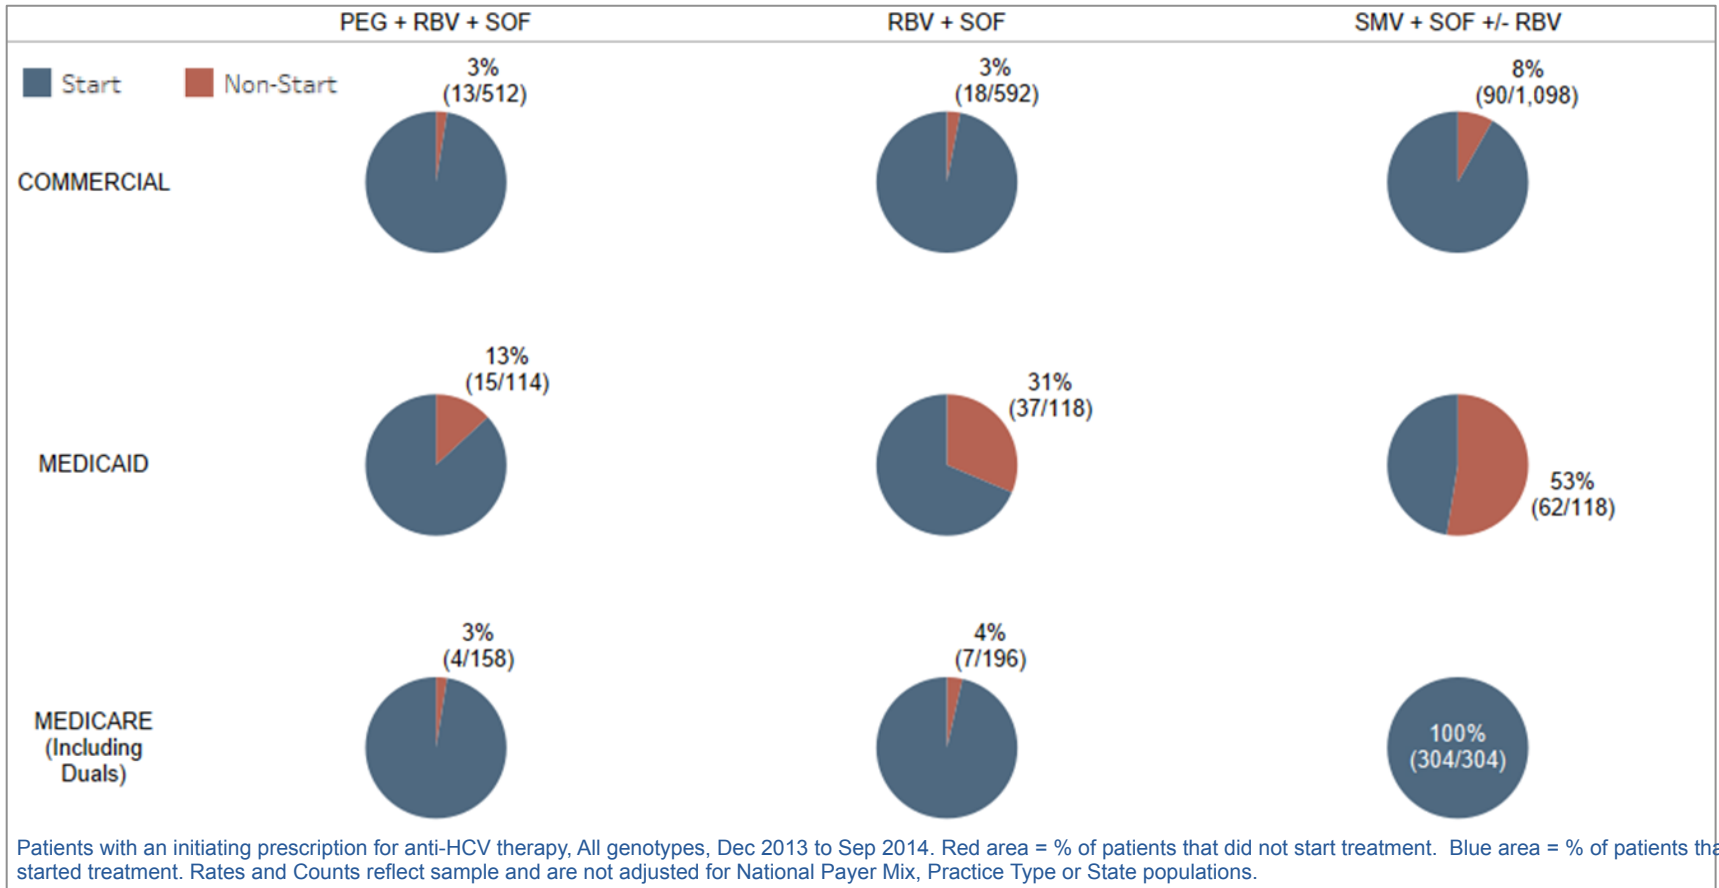 PEG + RBV + SOF
RBV + SOF
SMV + SOF +/- RBV
Start
Non-Start
COMMERCIAL
3%
(13/512)
3%
(18/592)
8%
(90/1,098)
MEDICAID
13%
(15/114)
31%
(37/118)
53%
(62/118)
MEDICARE
(Including
Duals)
3%
(4/158)
4%
(7/196)
100%
(304/304)
Patients with an initiating prescription for anti-HCV therapy, All genotypes, Dec 2013 to Sep 2014. Red area = % of patients that did not start treatment.  Blue area = % of patients tha
started treatment. Rates and Counts reflect sample and are not adjusted for National Payer Mix, Practice Type or State populations.